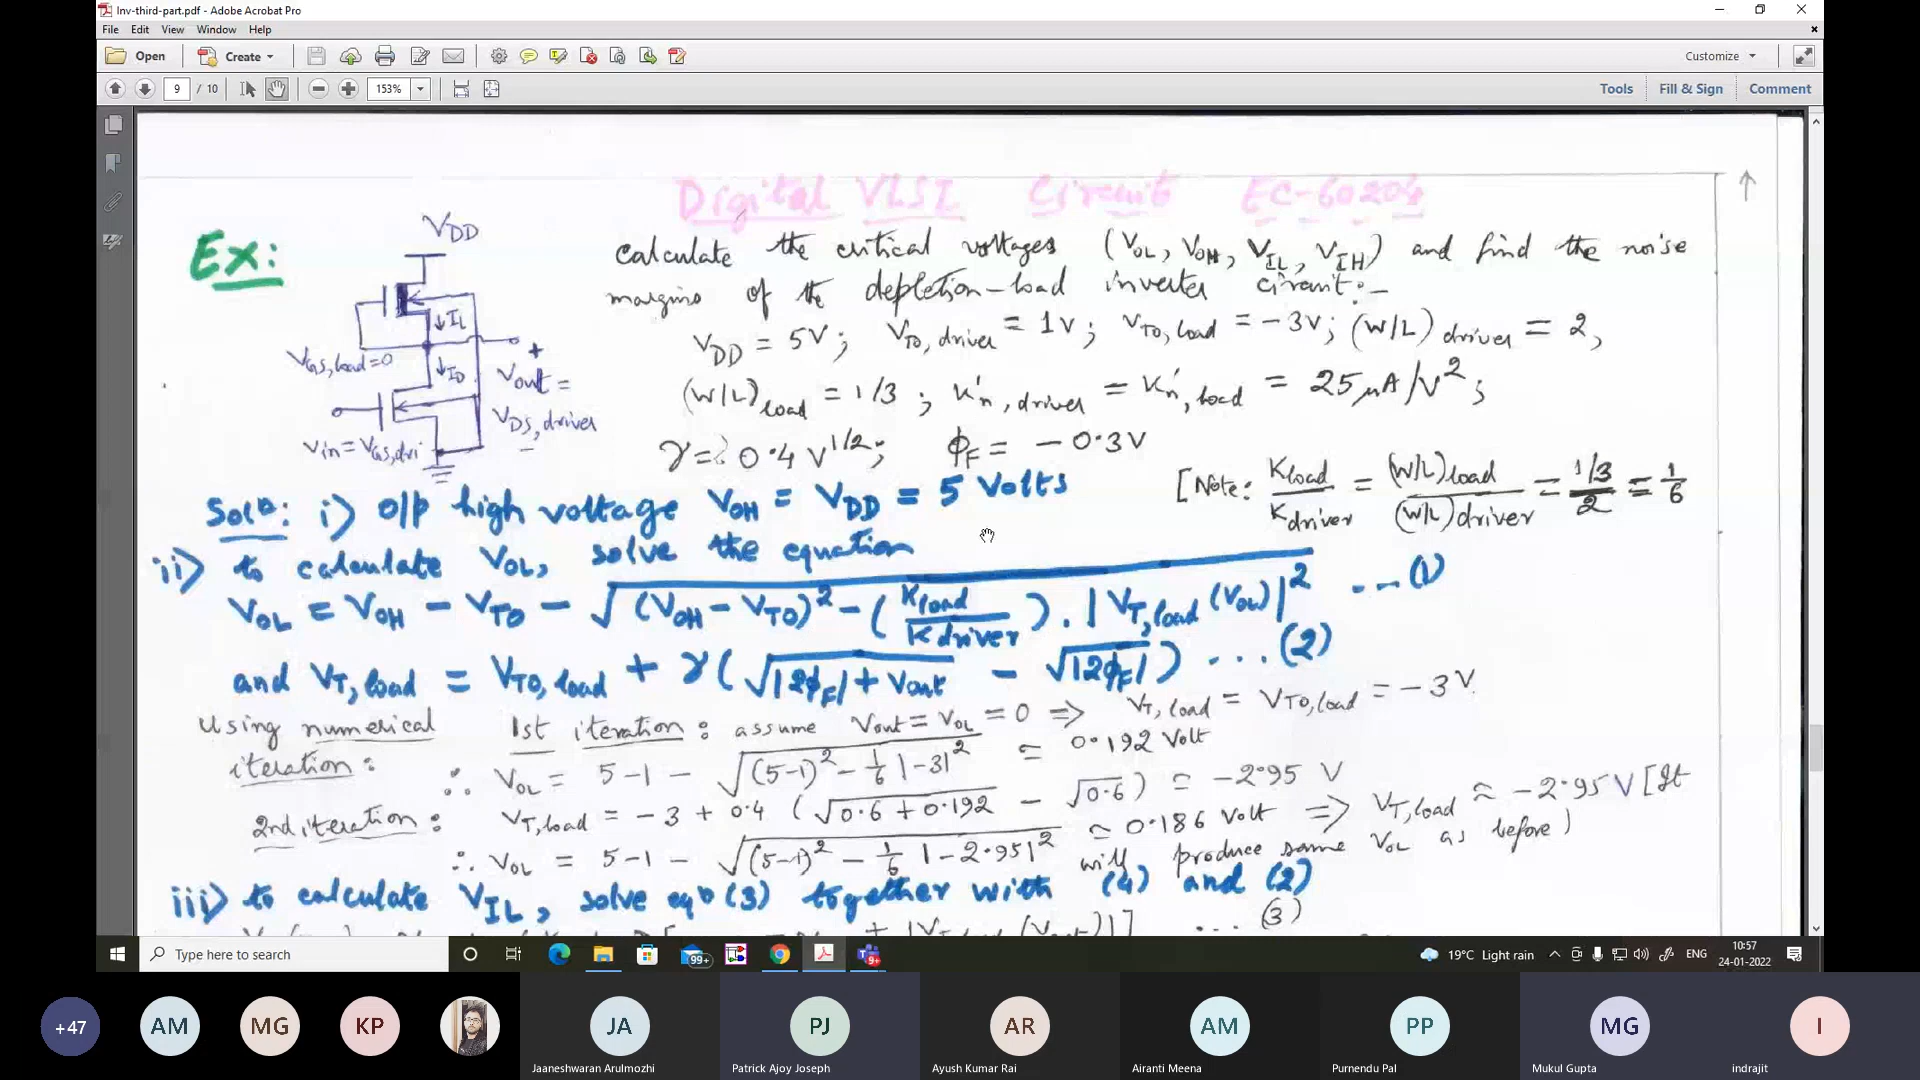 Inv-third-part.pdf - Adobe Acrobat Pro
File Edit View Window Help
Open Create Customize
9 / 10 153% Tools Fill & Sign Comment
Digital VLSI Circuit EC-60204
Ex:
VDD
IL
VGS,load=0
ID
+
Vout =
VDS,driver
-
Vin = VGS,dri
Calculate the critical voltages (VOL, VOH, VIL, VIH) and find the noise
margins of the depletion-load inverter circuit:-
VDD = 5V; VTO,driver = 1V; VTO,load = -3V; (W/L)driver = 2,
(W/L)load = 1/3; K'n,driver = K'n,load = 25 μA/V²;
γ = 0.4 V^1/2; φF = -0.3V
[Note: Kload/Kdriver = (W/L)load/(W/L)driver = (1/3)/2 = 1/6
Solⁿ: i) O/P high voltage VOH = VDD = 5 Volts
ii) to calculate VOL, solve the equation
VOL = VOH - VTO - √((VOH - VTO)² - (Kload/Kdriver).|VT,load(VOL)|² ... (1)
and VT,load = VTO,load + γ(√|2φF| + Vout - √|2φF|) ... (2)
Using numerical iteration: 1st iteration: assume Vout = VOL = 0 => VT,load = VTO,load = -3V.
∴ VOL = 5-1 - √(5-1)² - 1/6 |-3|² ≃ 0.192 Volt
2nd iteration: VT,load = -3 + 0.4 (√0.6 + 0.192 - √0.6) ≃ -2.95 V
∴ VOL = 5-1 - √(5-1)² - 1/6 |-2.95|² ≃ 0.186 Volt => VT,load ≈ -2.95V [It
will produce same VOL as before)
iii) to calculate VIL, solve eqⁿ (3) together with (4) and (2)
... (3)
Type here to search 99+ 9+ 19°C Light rain ENG 10:57
24-01-2022
+47 AM MG KP JA PJ AR AM PP MG I
Jaaneshwaran Arulmozhi Patrick Ajoy Joseph Ayush Kumar Rai Airanti Meena Purnendu Pal Mukul Gupta indrajit